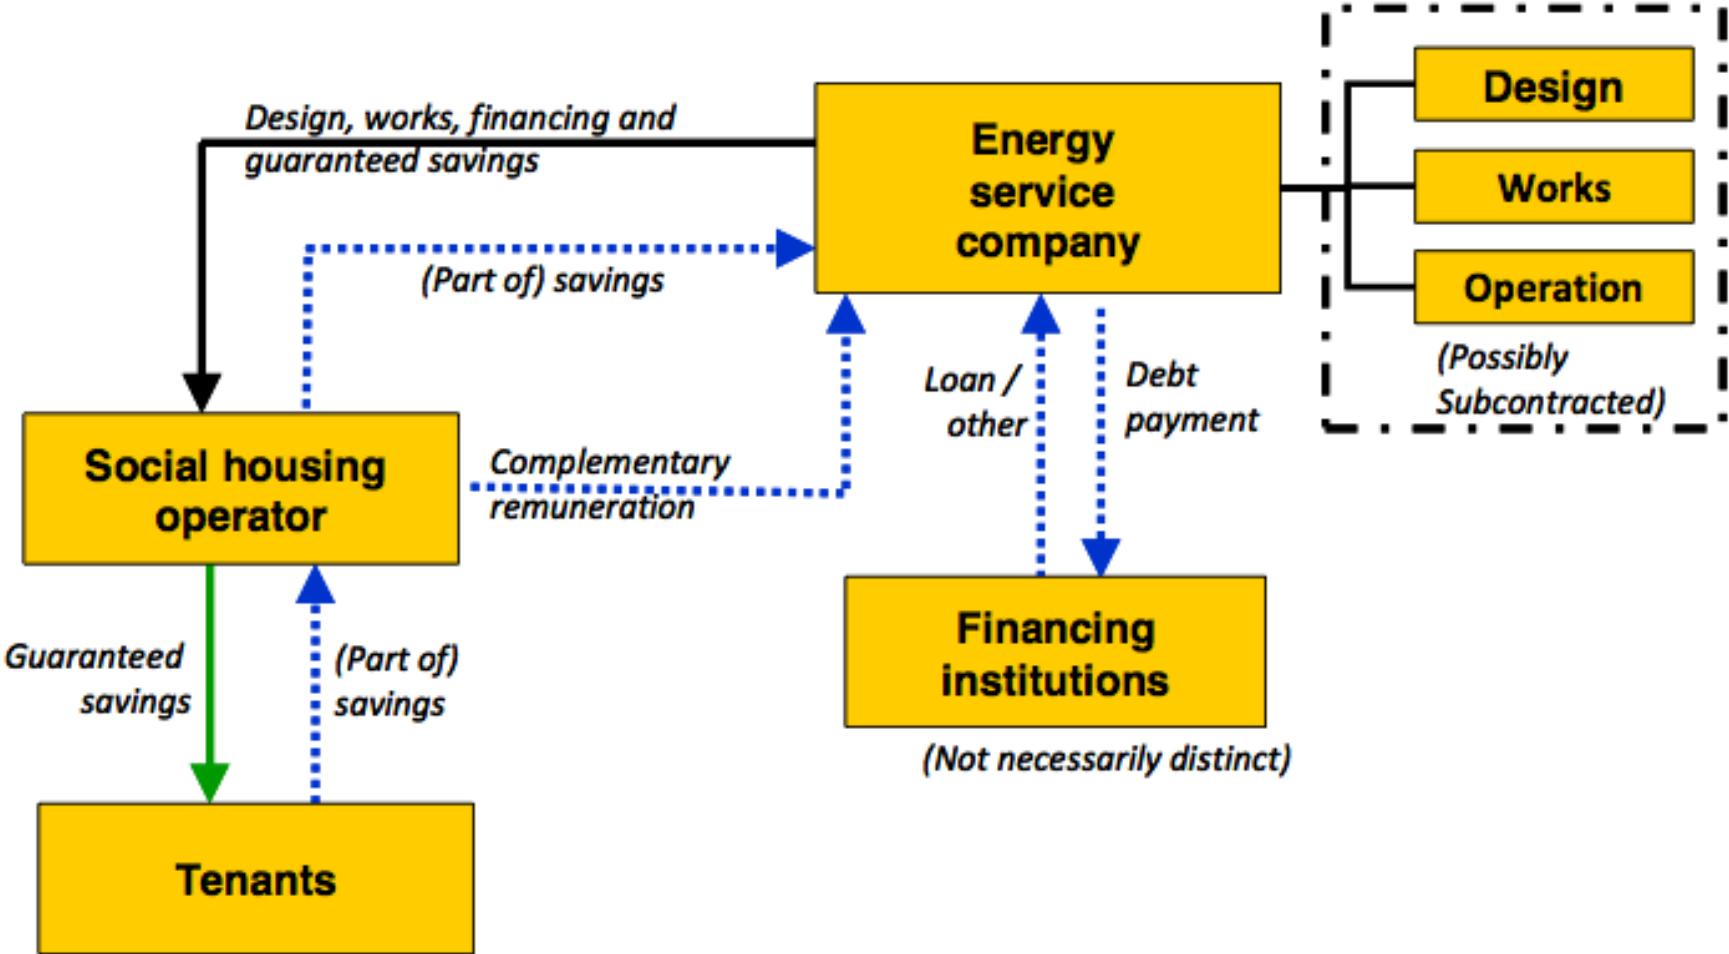 Design, works, financing and
guaranteed savings
Energy
service
company
Design
Works
Operation
(Possibly
Subcontracted)
(Part of) savings
Loan /
other
Debt
payment
Social housing
operator
Complementary
remuneration
Guaranteed
savings
(Part of)
savings
Financing
institutions
(Not necessarily distinct)
Tenants